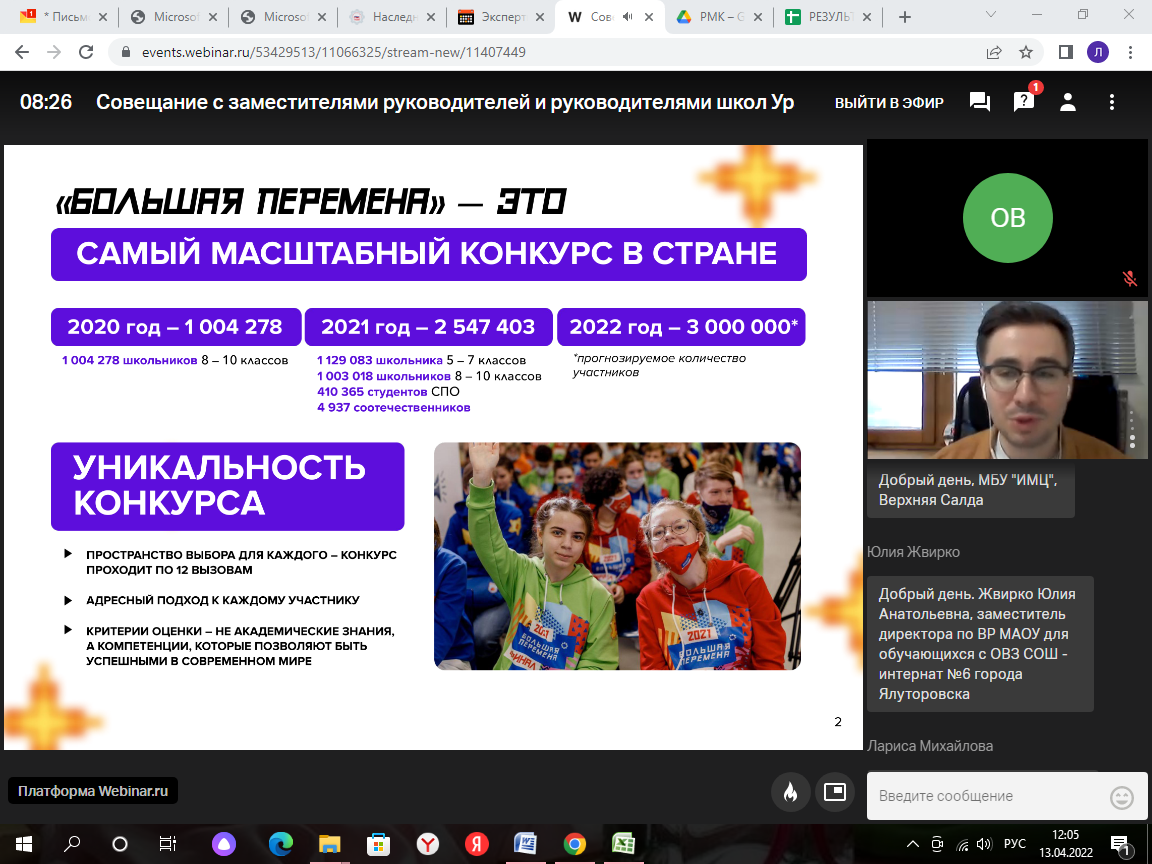 * Письм
Microsof
Microsof
Наследн
Эксперт
Сов
РМК – G
РЕЗУЛЬТ
events.webinar.ru/53429513/11066325/stream-new/11407449
Л
08:26 Совещание с заместителями руководителей и руководителями школ Ур
ВЫЙТИ В ЭФИР
1
«БОЛЬШАЯ ПЕРЕМЕНА» — ЭТО
САМЫЙ МАСШТАБНЫЙ КОНКУРС В СТРАНЕ
2020 год – 1 004 278
1 004 278 школьников 8 – 10 классов
2021 год – 2 547 403
1 129 083 школьника 5 – 7 классов
1 003 018 школьников 8 – 10 классов
410 365 студентов СПО
4 937 соотечественников
2022 год – 3 000 000*
*прогнозируемое количество
участников
УНИКАЛЬНОСТЬ
КОНКУРСА
ПРОСТРАНСТВО ВЫБОРА ДЛЯ КАЖДОГО – КОНКУРС
ПРОХОДИТ ПО 12 ВЫЗОВАМ
АДРЕСНЫЙ ПОДХОД К КАЖДОМУ УЧАСТНИКУ
КРИТЕРИИ ОЦЕНКИ – НЕ АКАДЕМИЧЕСКИЕ ЗНАНИЯ,
А КОМПЕТЕНЦИИ, КОТОРЫЕ ПОЗВОЛЯЮТ БЫТЬ
УСПЕШНЫМИ В СОВРЕМЕННОМ МИРЕ
2021
БОЛЬШАЯ
ПЕРЕМЕНА
2021
БОЛЬШАЯ
ПЕРЕМЕНА
2
ОВ
Добрый день, МБУ "ИМЦ",
Верхняя Салда
Юлия Жвирко
Добрый день. Жвирко Юлия
Анатольевна, заместитель
директора по ВР МАОУ для
обучающихся с ОВЗ СОШ -
интернат №6 города
Ялуторовска
Лариса Михайлова
Введите сообщение
Платформа Webinar.ru
РУС
12:05
13.04.2022
1